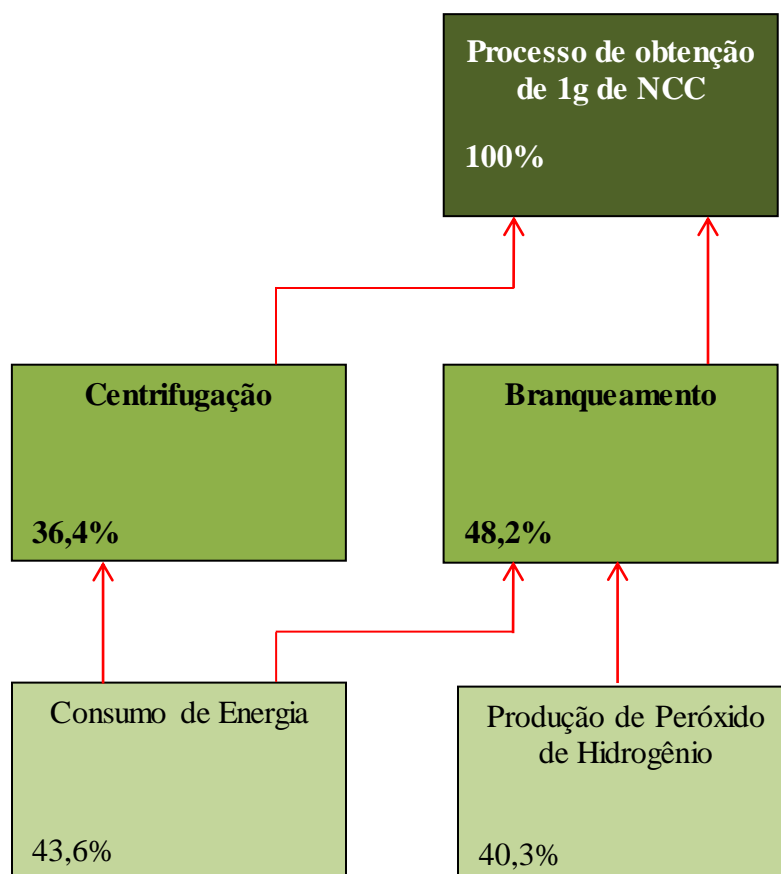 Processo de obtenção
de 1g de NCC
100%
Centrifugação
36,4%
Branqueamento
48,2%
Consumo de Energia
43,6%
Produção de Peróxido
de Hidrogênio
40,3%